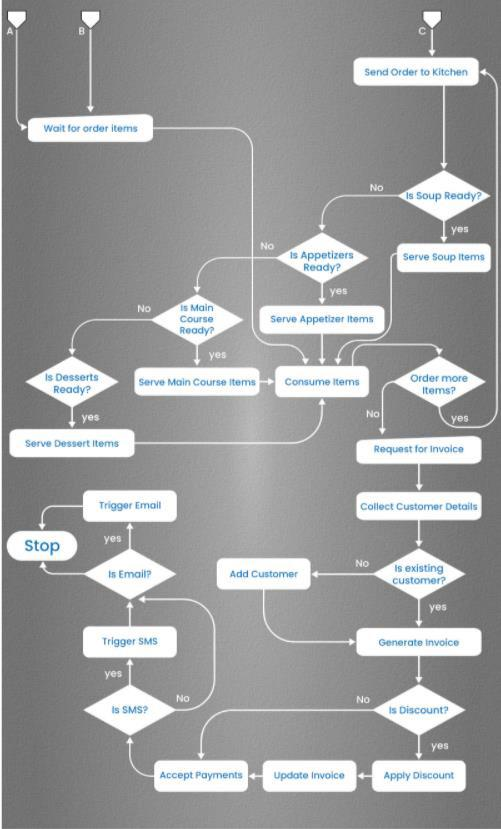 A
B
C
Send Order to Kitchen
Wait for order items
Is Soup Ready?
No
yes
Serve Soup Items
Is Appetizers
Ready?
No
yes
Serve Appetizer Items
Is Main
Course
Ready?
No
yes
Serve Main Course Items
Consume Items
Order more
Items?
No
yes
Is Desserts
Ready?
yes
Serve Dessert Items
Request for Invoice
Collect Customer Details
Is existing
customer?
No
yes
Add Customer
Generate Invoice
Is Discount?
No
yes
Apply Discount
Update Invoice
Accept Payments
Is SMS?
No
yes
Trigger SMS
Is Email?
yes
Trigger Email
Stop